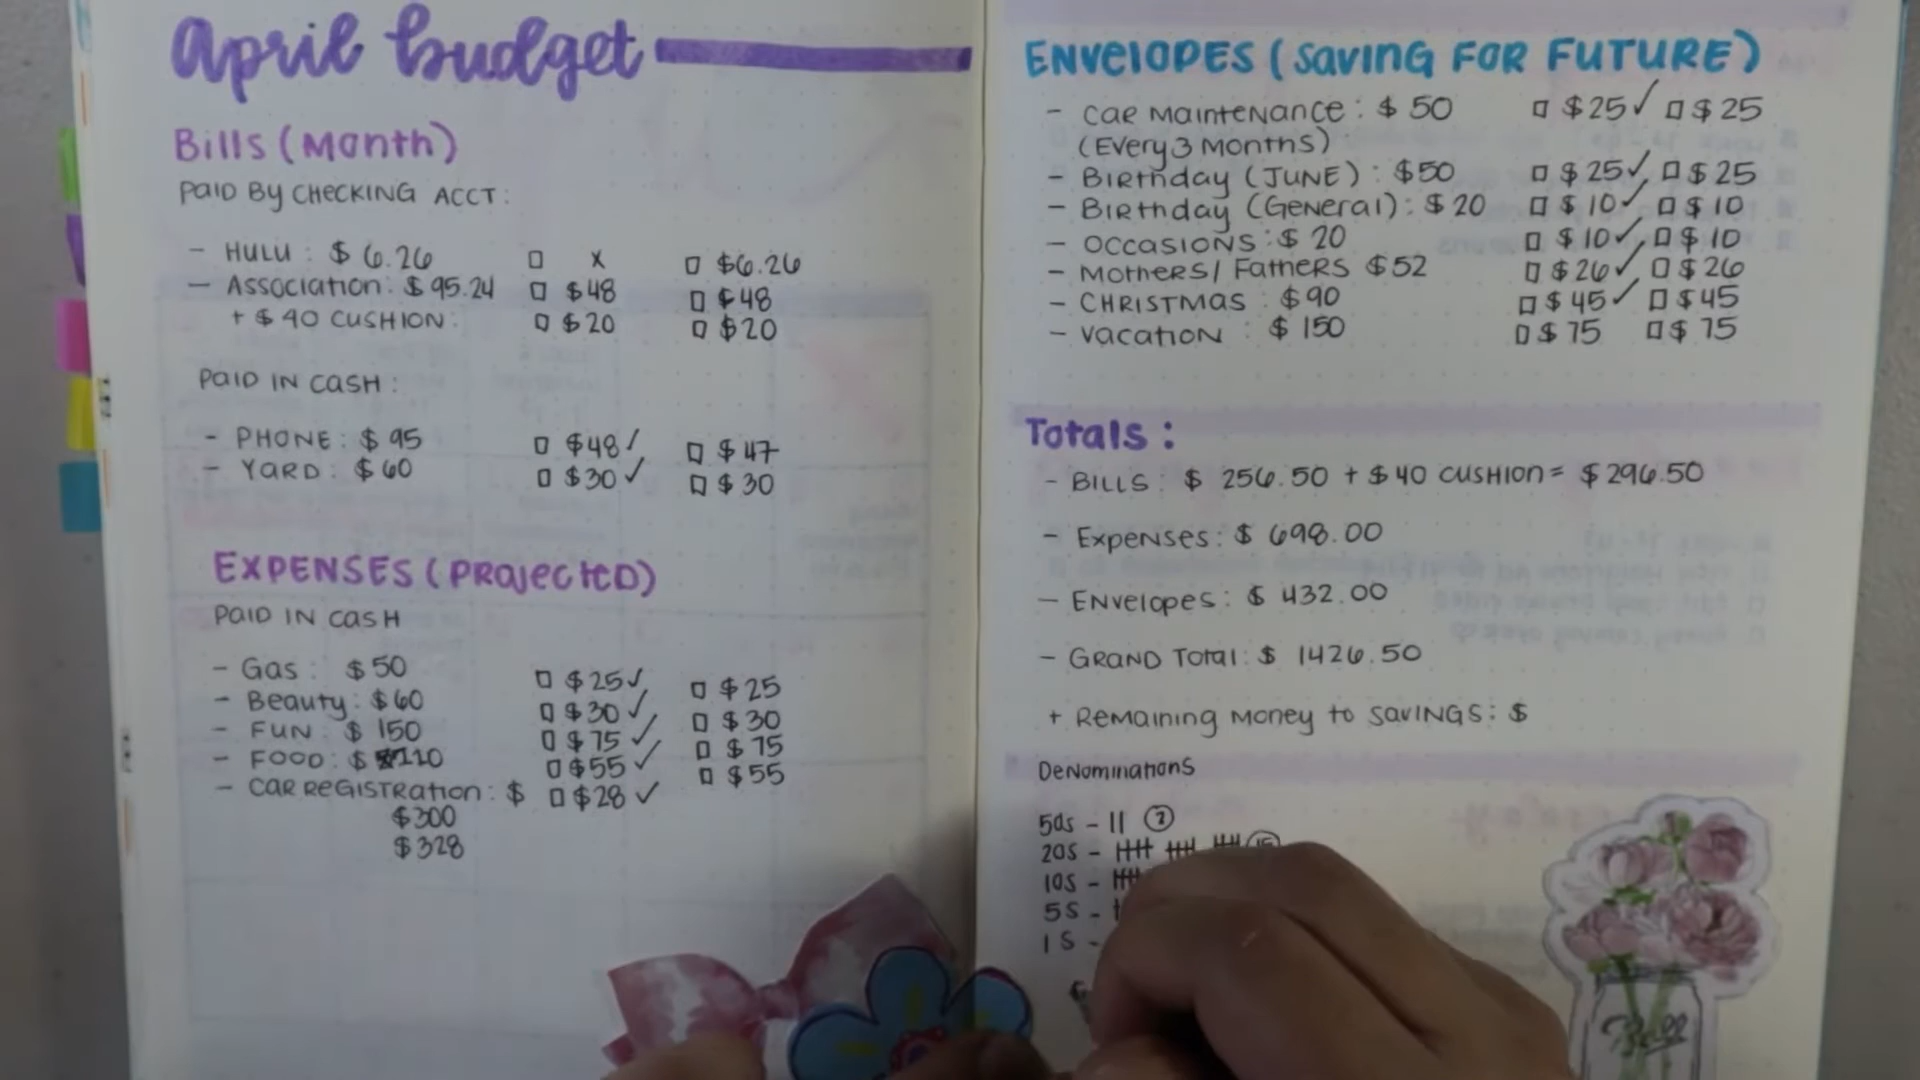 April budget
Bills (Month)
Paid By Checking Acct:
- Hulu: $6.26 x $6.26
- Association: $95.24 $48 $48
+ $40 Cushion: $20 $20
Paid in Cash:
- Phone: $95 $48✓ $47
- Yard: $60 $30✓ $30
Expenses (Projected)
Paid in Cash
- Gas: $50 $25✓ $25
- Beauty: $60 $30✓ $30
- Fun: $150 $75✓ $75
- Food: $110 $55✓ $55
- Car Registration: $ $28✓
$300
$328
Envelopes (Saving for Future)
- Car Maintenance: $50 $25✓ $25
(Every 3 Months)
- Birthday (June): $50 $25✓ $25
- Birthday (General): $20 $10✓ $10
- Occasions: $20 $10✓ $10
- Mothers/Fathers $52 $26✓ $26
- Christmas: $90 $45✓ $45
- Vacation: $150 $75 $75
Totals:
- Bills: $256.50 + $40 Cushion = $296.50
- Expenses: $698.00
- Envelopes: $432.00
- Grand Total: $1426.50
+ Remaining Money to Savings: $
Denominations
50s -
20s -
10s -
5s -
1s -
Ball